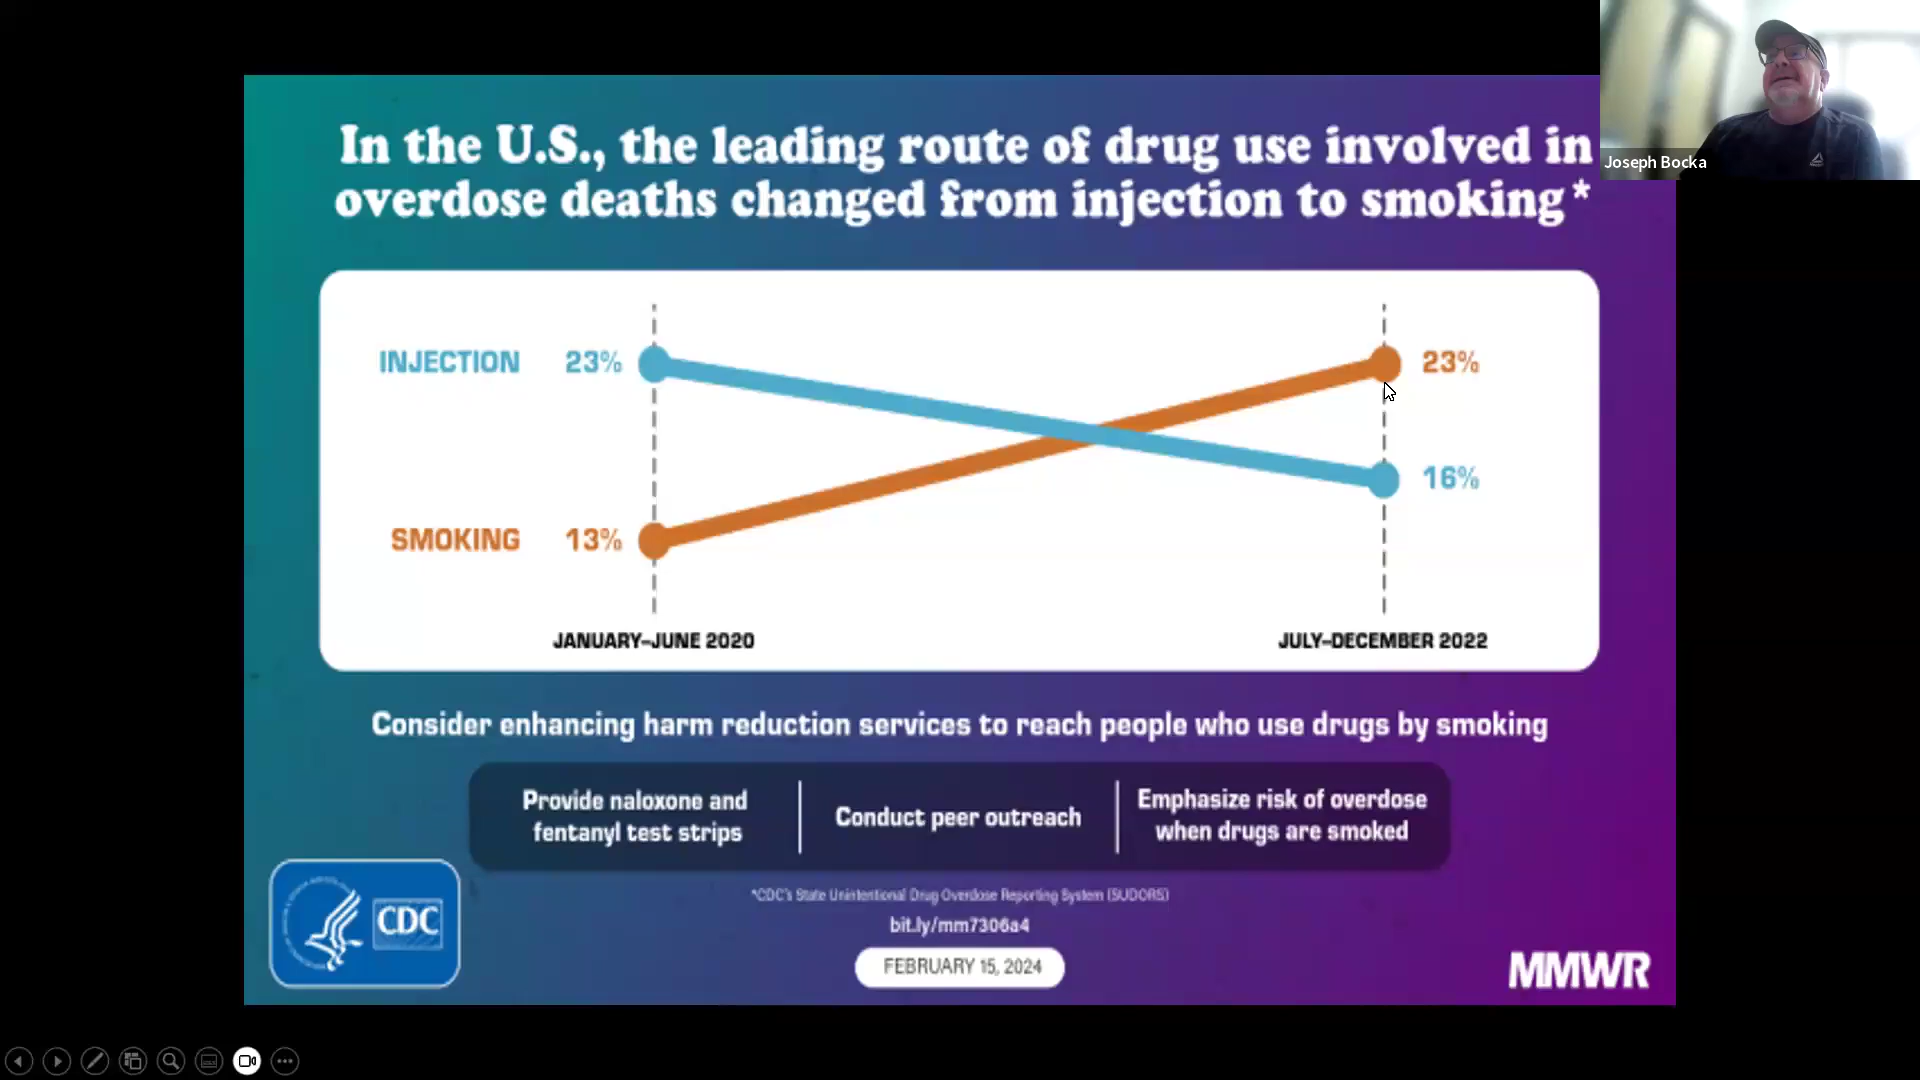 In the U.S., the leading route of drug use involved in
overdose deaths changed from injection to smoking*
Joseph Bocka
INJECTION 23%
23%
16%
SMOKING 13%
JANUARY–JUNE 2020
JULY–DECEMBER 2022
Consider enhancing harm reduction services to reach people who use drugs by smoking
Provide naloxone and
fentanyl test strips
Conduct peer outreach
Emphasize risk of overdose
when drugs are smoked
*CDC's State Unintentional Drug Overdose Reporting System (SUDORS)
bit.ly/mm7306a4
FEBRUARY 15, 2024
CDC
MMWR